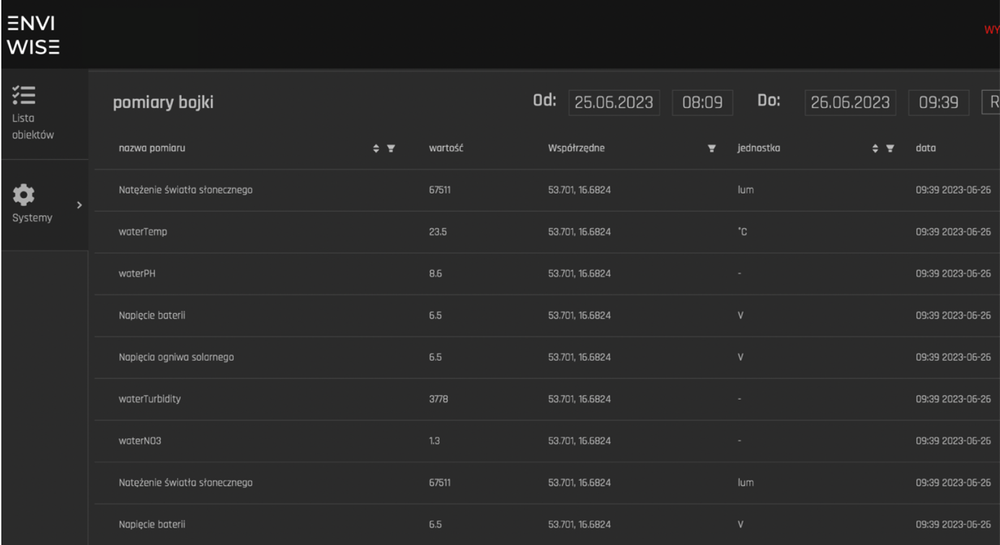 ENVI
WISE
WY
Lista
obiektów
Systemy
pomiary bojki Od: 25.06.2023 08:09 Do: 26.06.2023 09:39 R
nazwa pomiaru wartość Współrzędne jednostka data
Natężenie światła słonecznego 67511 53.701, 16.6824 lum 09:39 2023-06-26
waterTemp 23.5 53.701, 16.6824 °C 09:39 2023-06-26
waterPH 8.6 53.701, 16.6824 - 09:39 2023-06-26
Napięcie baterii 6.5 53.701, 16.6824 V 09:39 2023-06-26
Napięcia ogniwa solarnego 6.5 53.701, 16.6824 V 09:39 2023-06-26
waterTurbidity 3778 53.701, 16.6824 - 09:39 2023-06-26
waterNO3 1.3 53.701, 16.6824 - 09:39 2023-06-26
Natężenie światła słonecznego 67511 53.701, 16.6824 lum 09:39 2023-06-26
Napięcie baterii 6.5 53.701, 16.6824 V 09:39 2023-06-26